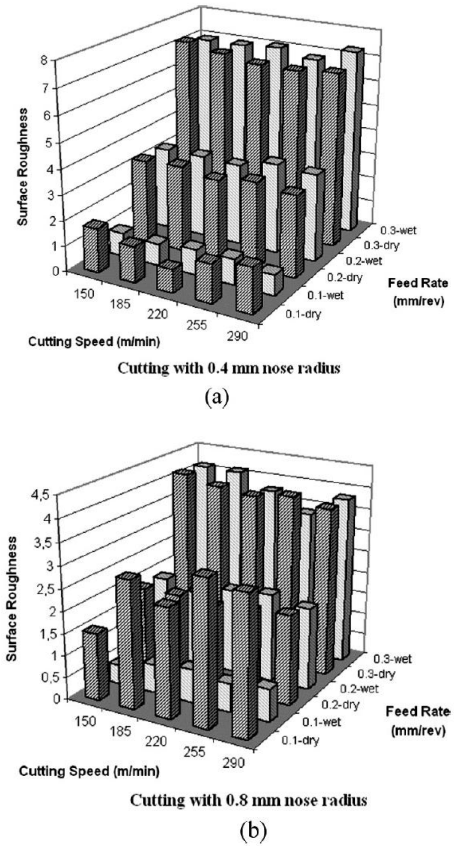 (a)
8
7
6
5
4
3
2
1
0
Surface Roughness
150
185
220
255
290
Cutting Speed (m/min)
0.3-wet
0.3-dry
0.2-wet
0.2-dry
0.1-wet
0.1-dry
Feed Rate
(mm/rev)
Cutting with 0.4 mm nose radius
(a)
4,5
4
3,5
3
2,5
2
1,5
1
0,5
0
Surface Roughness
150
185
220
255
290
Cutting Speed (m/min)
0.3-wet
0.3-dry
0.2-wet
0.2-dry
0.1-wet
0.1-dry
Feed Rate
(mm/rev)
Cutting with 0.8 mm nose radius
(b)